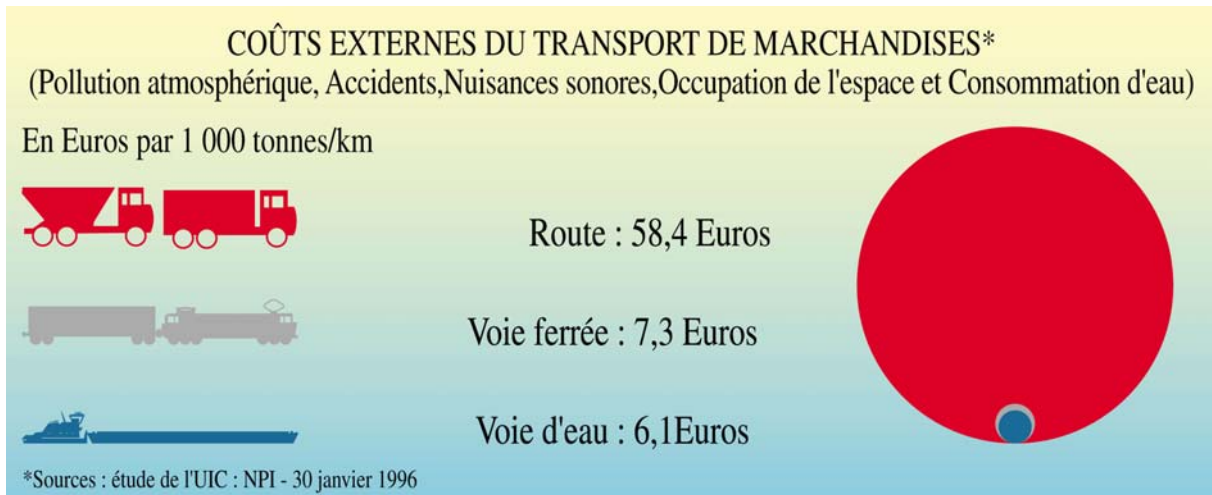 COÛTS EXTERNES DU TRANSPORT DE MARCHANDISES*
(Pollution atmosphérique, Accidents,Nuisances sonores,Occupation de l'espace et Consommation d'eau)
En Euros par 1 000 tonnes/km
Route : 58,4 Euros
Voie ferrée : 7,3 Euros
Voie d'eau : 6,1Euros
*Sources : étude de l'UIC : NPI - 30 janvier 1996